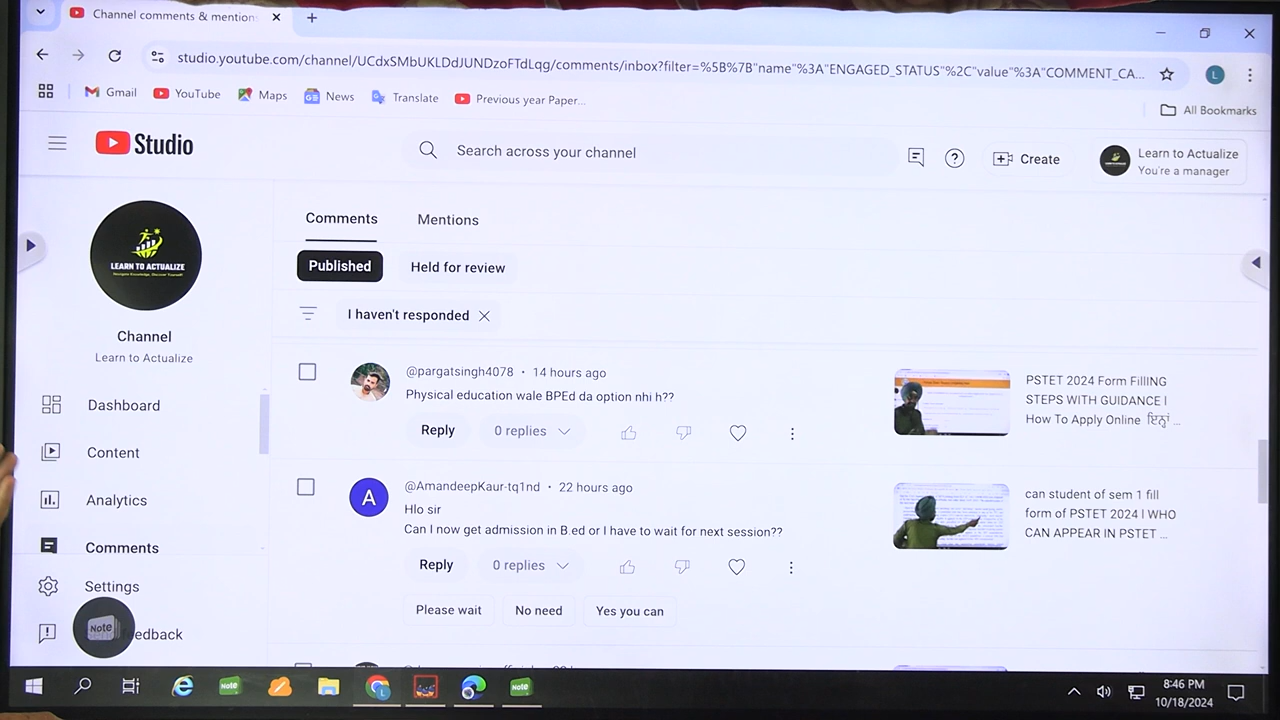 Channel comments & mention
studio.youtube.com/channel/UCdxSMbUKLDdJUNDzoFTdLqg/comments/inbox?filter=%5B%7B"name"%3A"ENGAGED_STATUS"%2C"value"%3A"COMMENT_CA...
L
Gmail
YouTube
Maps
News
Translate
Previous year Paper...
All Bookmarks
Studio
Search across your channel
Create
Learn to Actualize
You're a manager
LEARN TO ACTUALIZE
Channel
Learn to Actualize
Dashboard
Content
Analytics
Comments
Settings
edback
Note
Comments
Mentions
Published
Held for review
I haven't responded
@pargatsingh4078 • 14 hours ago
Physical education wale BPEd da option nhi h??
Reply
0 replies
PSTET 2024 Form FillING
STEPS WITH GUIDANCE I
How To Apply Online
A
@AmandeepKaur-tq1nd • 22 hours ago
Hlo sir
Can I now get admission in B.ed or I have to wait for next session??
Reply
0 replies
Please wait
No need
Yes you can
can student of sem 1 fill
form of PSTET 2024 I WHO
CAN APPEAR IN PSTET ...
Note
Note
8:46 PM
10/18/2024